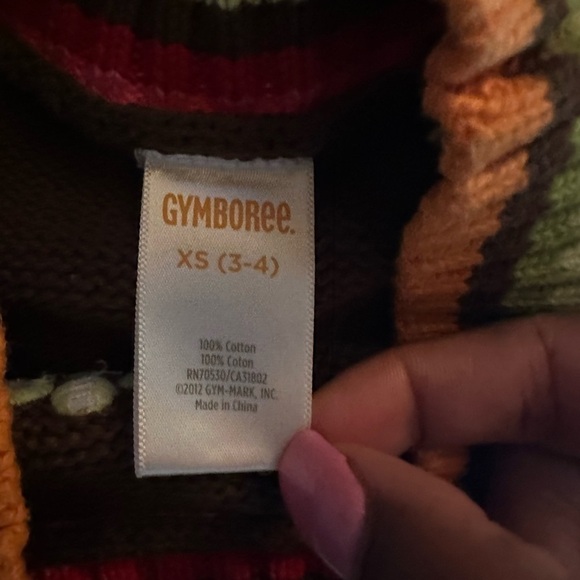 GYMBOREE.
XS (3-4)
100% Cotton
100% Coton
RN70530/CA31802
©2012 GYM-MARK, INC.
Made in China